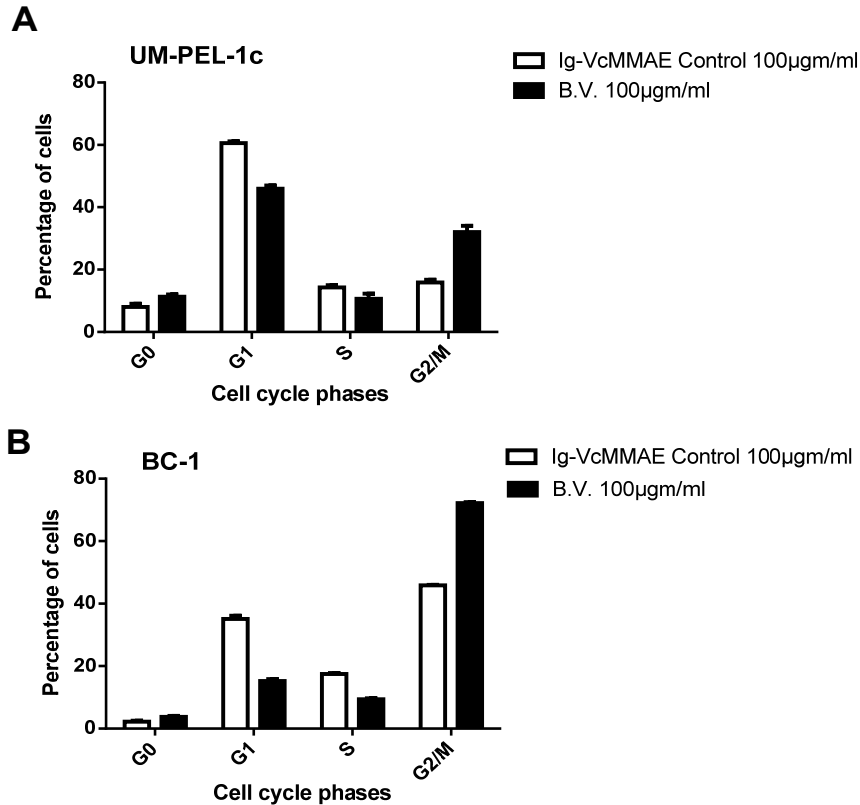 A
UM-PEL-1c
Ig-VcMMAE Control 100µgm/ml
B.V. 100µgm/ml
Percentage of cells
80
60
40
20
0
G0
G1
S
G2/M
Cell cycle phases
B
BC-1
Ig-VcMMAE Control 100µgm/ml
B.V. 100µgm/ml
Percentage of cells
80
60
40
20
0
G0
G1
S
G2/M
Cell cycle phases